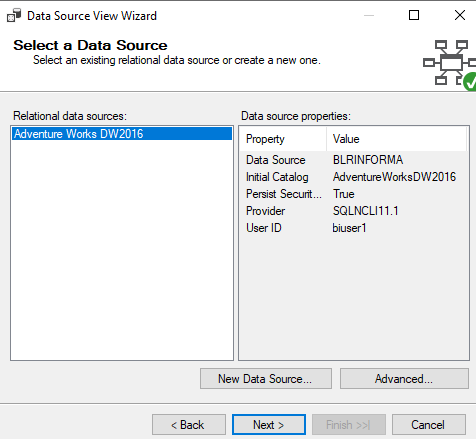 Data Source View Wizard
Select a Data Source
Select an existing relational data source or create a new one.
Relational data sources:
Adventure Works DW2016
Data source properties:
Property Value
Data Source BLRINFORMA
Initial Catalog AdventureWorksDW2016
Persist Securit... True
Provider SQLNCLI11.1
User ID biuser1
New Data Source... Advanced...
< Back Next > Finish >>| Cancel